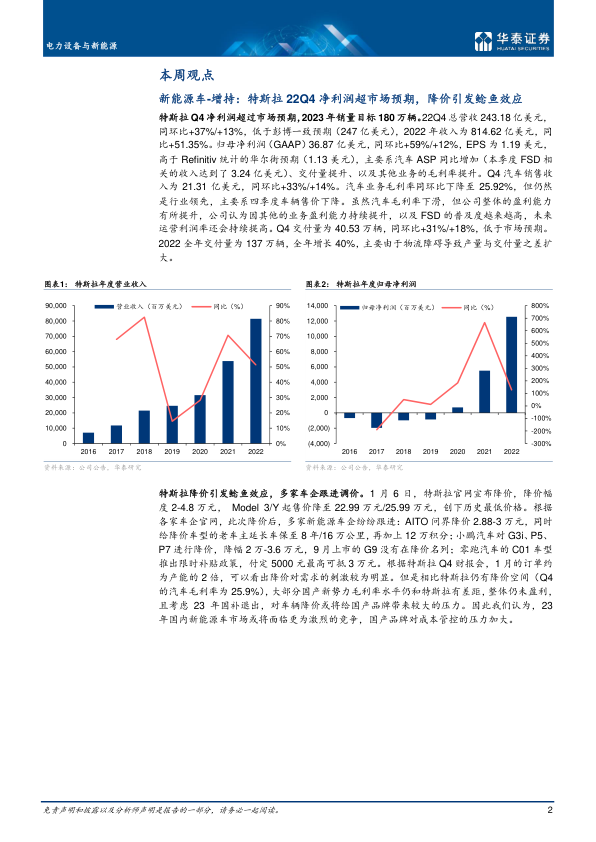 电力设备与新能源
华泰证券
HUATAI SECURITIES
本周观点
新能源车-增持：特斯拉 22Q4 净利润超市场预期，降价引发鲶鱼效应
特斯拉 Q4 净利润超过市场预期,2023 年销量目标 180 万辆。22Q4 总营收 243.18 亿美元，
同环比+37%/+13%，低于彭博一致预期（247 亿美元），2022 年收入为 814.62 亿美元，同
比+51.35%。归母净利润（GAAP）36.87 亿美元，同环比+59%/+12%，EPS 为 1.19 美元，
高于 Refinitiv 统计的华尔街预期（1.13 美元），主要系汽车 ASP 同比增加（本季度 FSD 相
关的收入达到了 3.24 亿美元）、交付量提升、以及其他业务的毛利率提升。Q4 汽车销售收
入为 21.31 亿美元，同环比+33%/+14%。汽车业务毛利率同环比下降至 25.92%，但仍然
是行业领先，主要系四季度车辆售价下降。虽然汽车毛利率下滑，但公司整体的盈利能力
有所提升，公司认为因其他的业务盈利能力持续提升，以及 FSD 的普及度越来越高，未来
运营利润率还会持续提高。Q4 交付量为 40.53 万辆，同环比+31%/+18%，低于市场预期。
2022 全年交付量为 137 万辆，全年增长 40%，主要由于物流障碍导致产量与交付量之差扩
大。
图表1： 特斯拉年度营业收入
营业收入（百万美元） 同比（%）
90,000
80,000
70,000
60,000
50,000
40,000
30,000
20,000
10,000
0
90%
80%
70%
60%
50%
40%
30%
20%
10%
0%
2016 2017 2018 2019 2020 2021 2022
资料来源：公司公告，华泰研究
图表2： 特斯拉年度归母净利润
归母净利润（百万美元） 同比（%）
14,000
12,000
10,000
8,000
6,000
4,000
2,000
0
(2,000)
(4,000)
800%
700%
600%
500%
400%
300%
200%
100%
0%
-100%
-200%
-300%
2016 2017 2018 2019 2020 2021 2022
资料来源：公司公告，华泰研究
特斯拉降价引发鲶鱼效应，多家车企跟进调价。1 月 6 日，特斯拉官网宣布降价，降价幅
度 2-4.8 万元， Model 3/Y 起售价降至 22.99 万元/25.99 万元，创下历史最低价格。根据
各家车企官网，此次降价后，多家新能源车企纷纷跟进：AITO 问界降价 2.88-3 万元，同时
给降价车型的老车主延长车保至 8 年/16 万公里，再加上 12 万积分；小鹏汽车对 G3i、P5、
P7 进行降价，降幅 2 万-3.6 万元，9 月上市的 G9 没有在降价名列；零跑汽车的 C01 车型
推出限时补贴政策，付定 5000 元最高可抵 3 万元。根据特斯拉 Q4 财报会，1 月的订单约
为产能的 2 倍，可以看出降价对需求的刺激较为明显。但是相比特斯拉仍有降价空间（Q4
的汽车毛利率为 25.9%），大部分国产新势力毛利率水平仍和特斯拉有差距，整体仍未盈利，
且考虑 23 年国补退出，对车辆降价或将给国产品牌带来较大的压力。因此我们认为，23
年国内新能源车市场或将面临更为激烈的竞争，国产品牌对成本管控的压力加大。
免责声明和披露以及分析师声明是报告的一部分，请务必一起阅读。
2